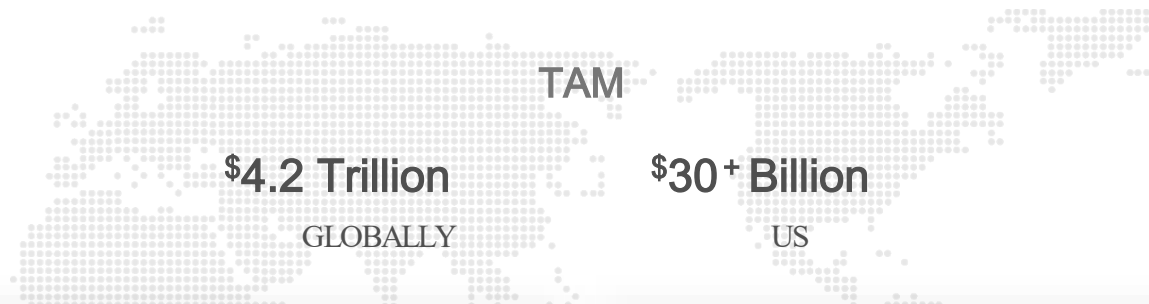 TAM
$4.2 Trillion
GLOBALLY
$30+ Billion
US